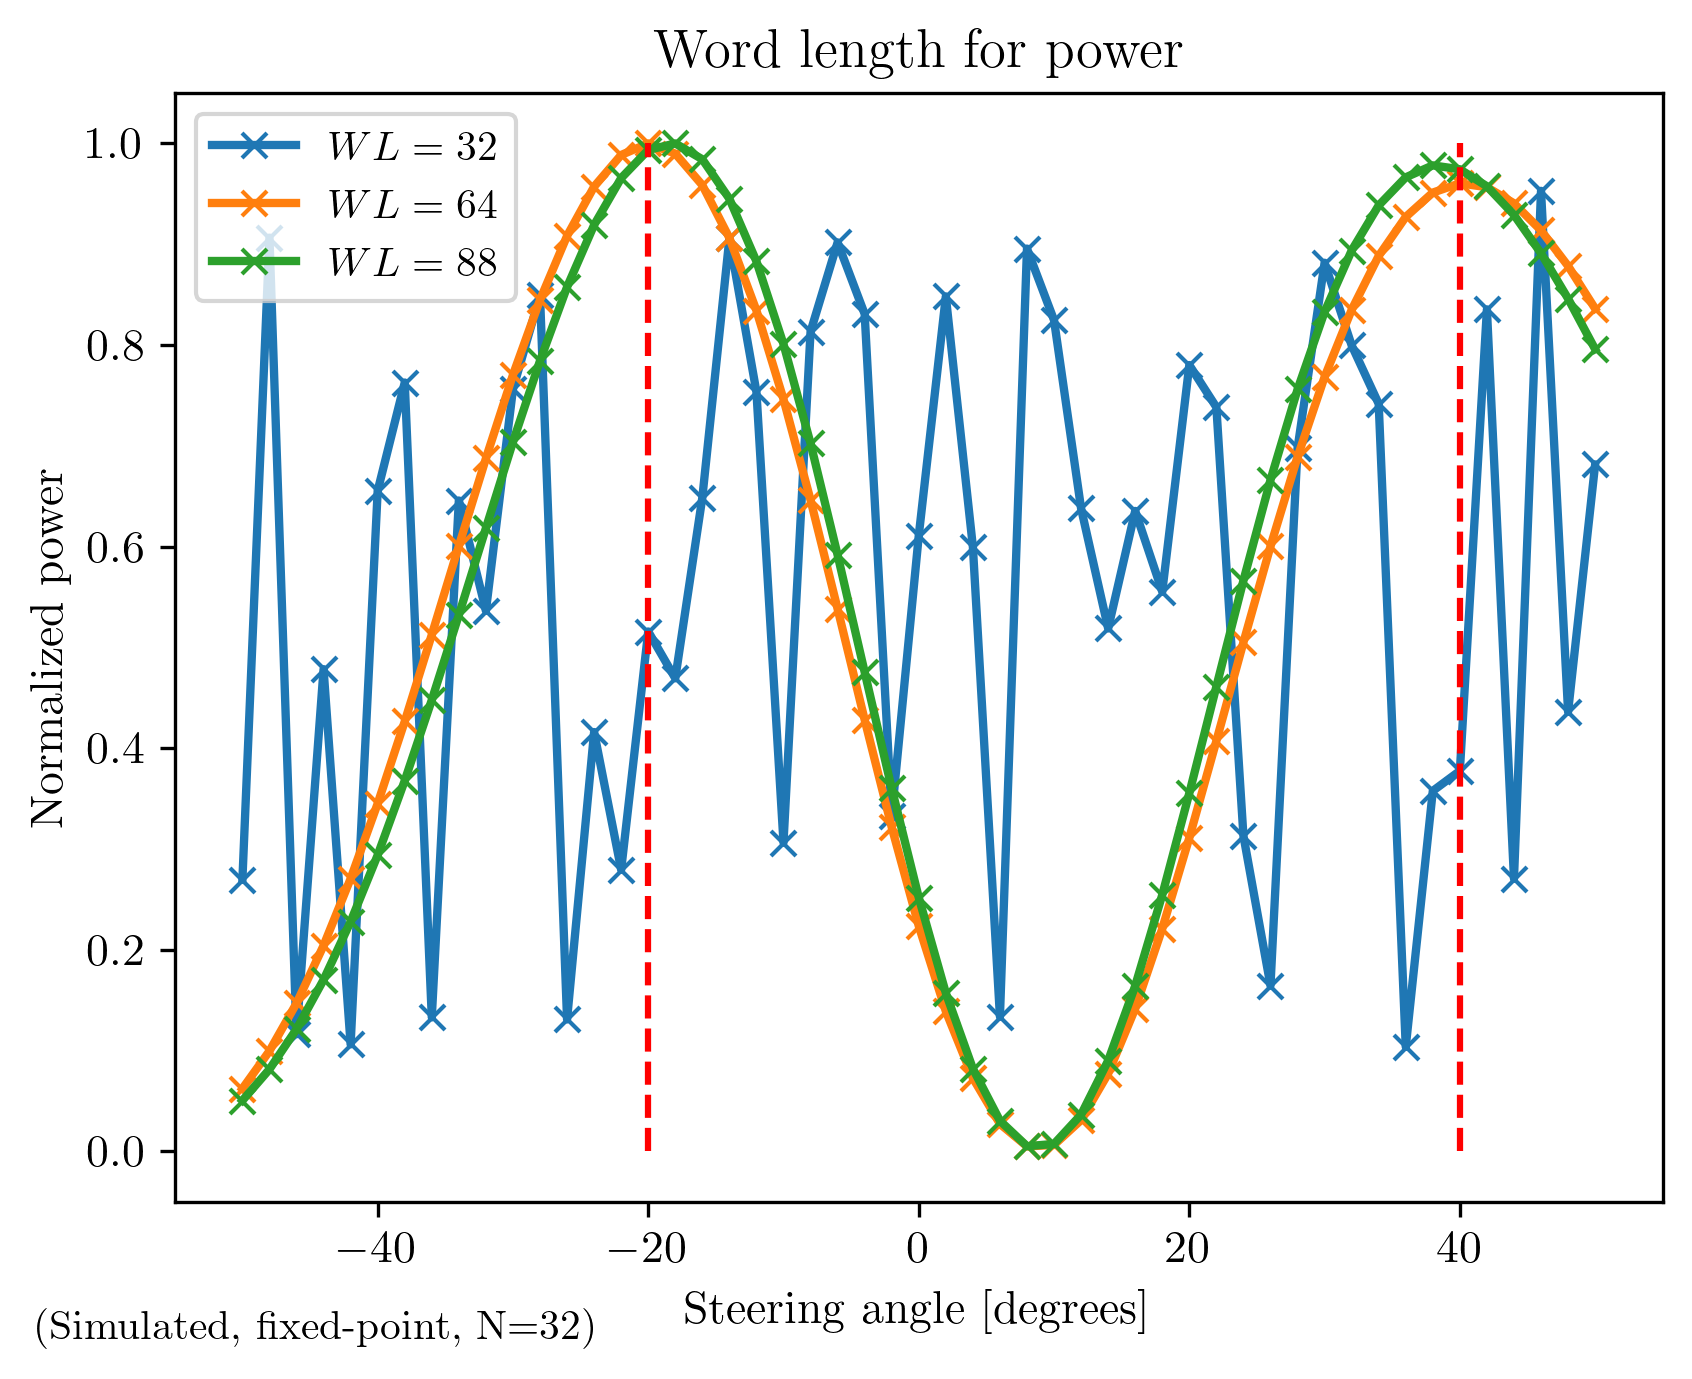 Word length for power
WL = 32
WL = 64
WL = 88
Normalized power
1.0
0.8
0.6
0.4
0.2
0.0
−40 −20 0 20 40
Steering angle [degrees]
(Simulated, fixed-point, N=32)